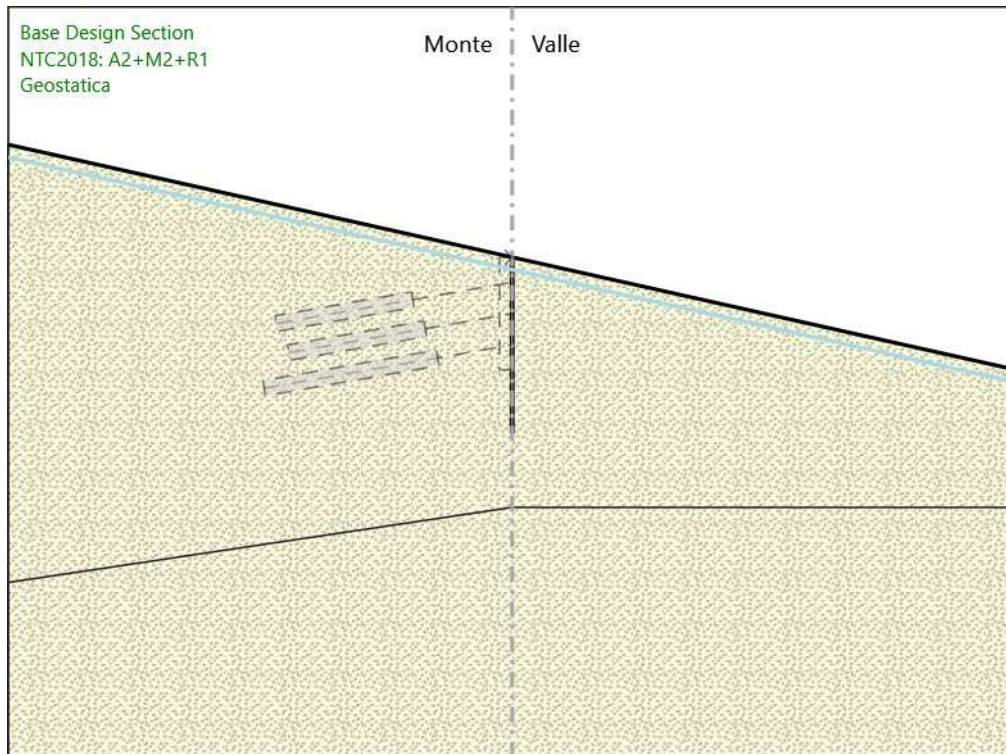 Base Design Section
NTC2018: A2+M2+R1
Geostatica
Monte
Valle